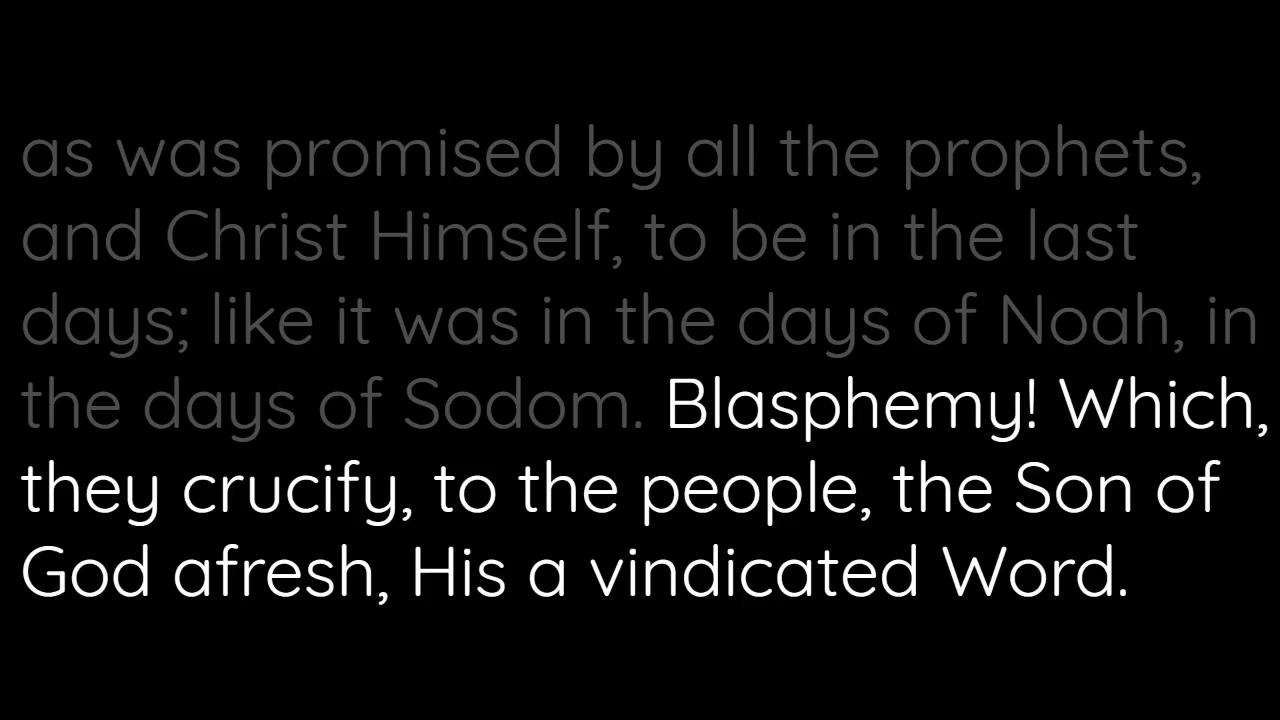 as was promised by all the prophets,
and Christ Himself, to be in the last
days; like it was in the days of Noah, in
the days of Sodom. Blasphemy! Which,
they crucify, to the people, the Son of
God afresh, His a vindicated Word.